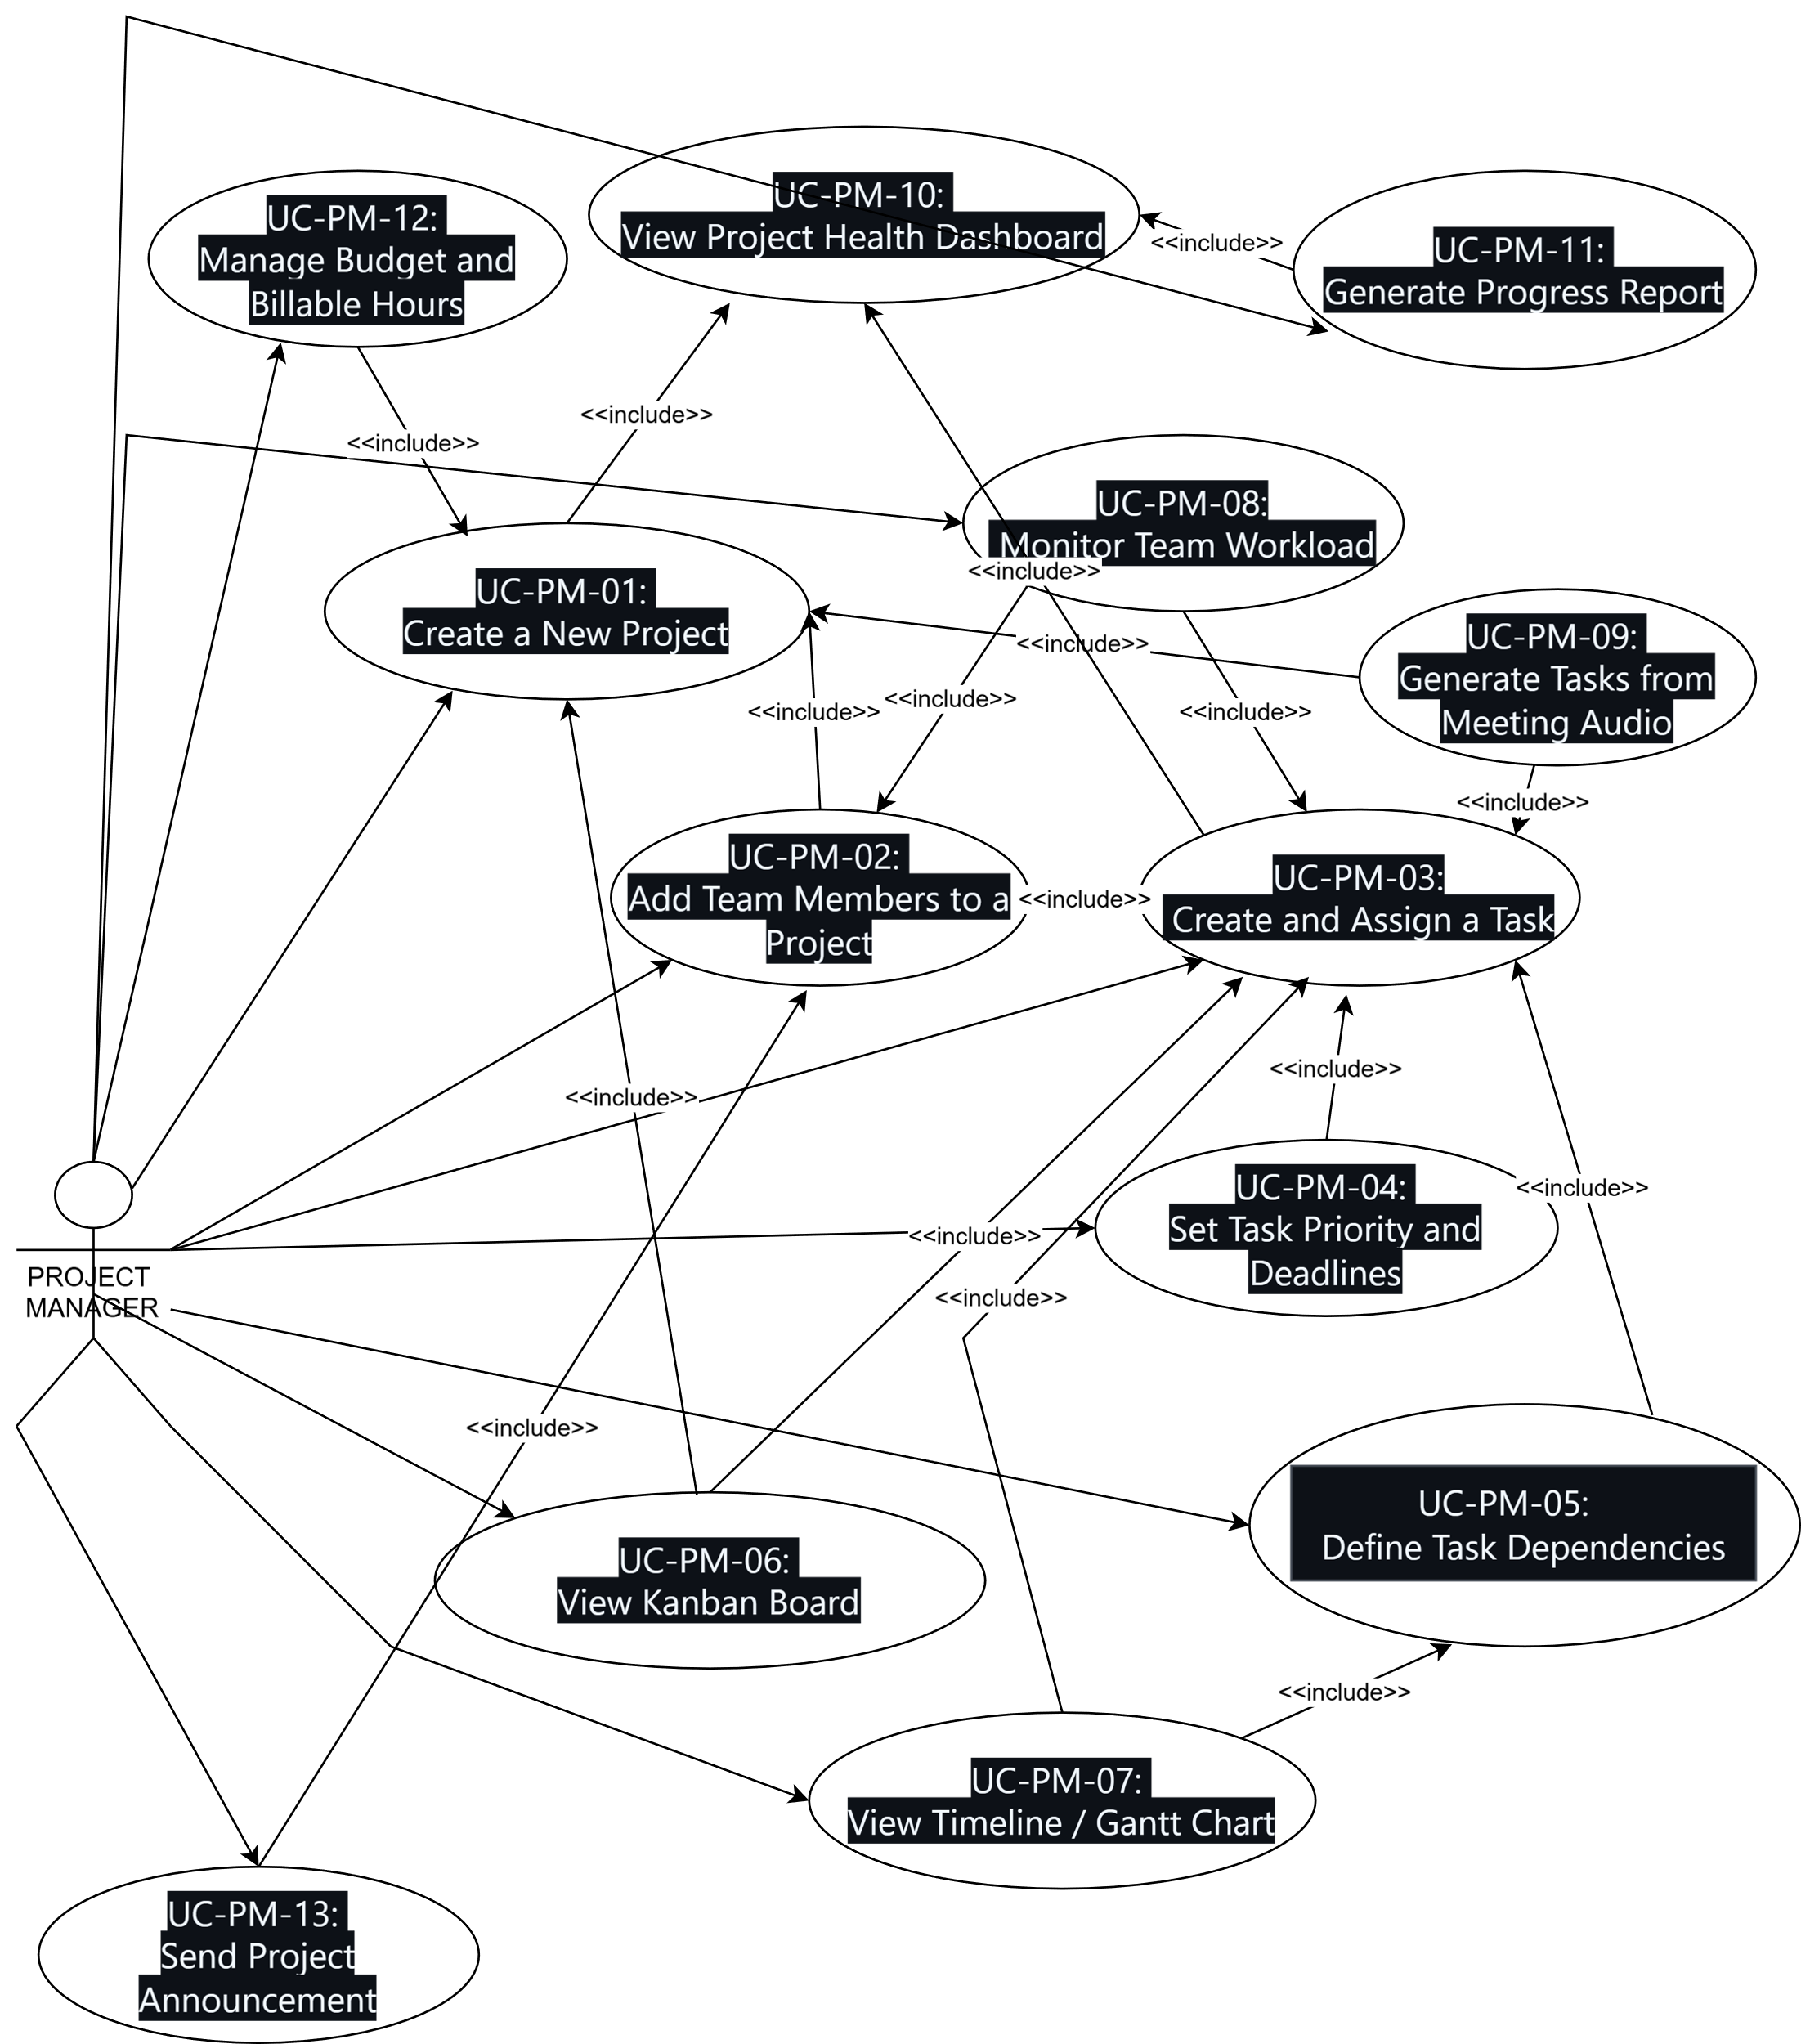 UC-PM-10:
View Project Health Dashboard
UC-PM-12:
Manage Budget and
Billable Hours
<<include>>
UC-PM-11:
Generate Progress Report
<<include>>
<<include>>
UC-PM-08:
Monitor Team Workload
<<include>>
UC-PM-01:
Create a New Project
<<include>>
UC-PM-09:
Generate Tasks from
Meeting Audio
<<include>>
<<include>>
<<include>>
<<include>>
UC-PM-02:
Add Team Members to a
Project
<<include>>
UC-PM-03:
Create and Assign a Task
<<include>>
<<include>>
<<include>>
UC-PM-04:
Set Task Priority and
Deadlines
<<include>>
<<include>>
PROJECT
MANAGER
<<include>>
<<include>>
UC-PM-05:
Define Task Dependencies
UC-PM-06:
View Kanban Board
<<include>>
UC-PM-07:
View Timeline / Gantt Chart
UC-PM-13:
Send Project
Announcement